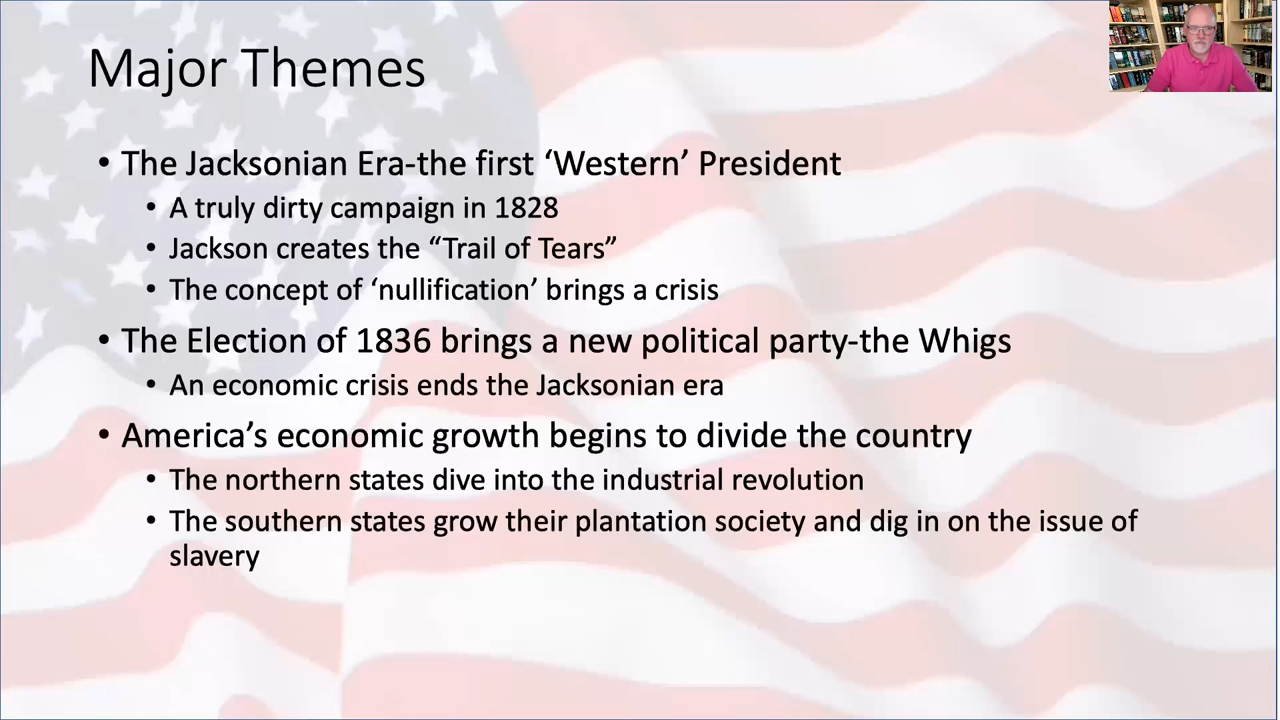 Major Themes
• The Jacksonian Era-the first ‘Western’ President
• A truly dirty campaign in 1828
• Jackson creates the “Trail of Tears”
• The concept of ‘nullification’ brings a crisis
• The Election of 1836 brings a new political party-the Whigs
• An economic crisis ends the Jacksonian era
• America’s economic growth begins to divide the country
• The northern states dive into the industrial revolution
• The southern states grow their plantation society and dig in on the issue of
slavery